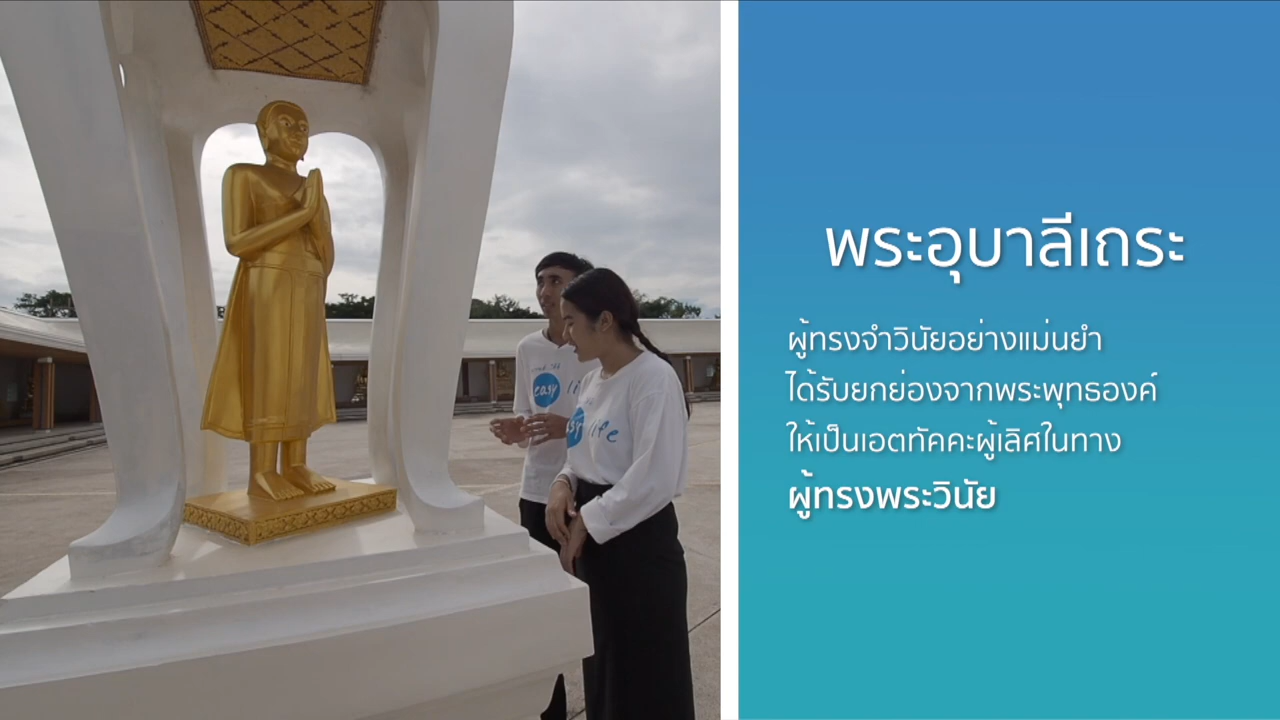 พระอุบาลีเถระ
ผู้ทรงจำวินัยอย่างแม่นยำ
ได้รับยกย่องจากพระพุทธองค์
ให้เป็นเอตทัคคะผู้เลิศในทาง
ผู้ทรงพระวินัย
easy li
asy life